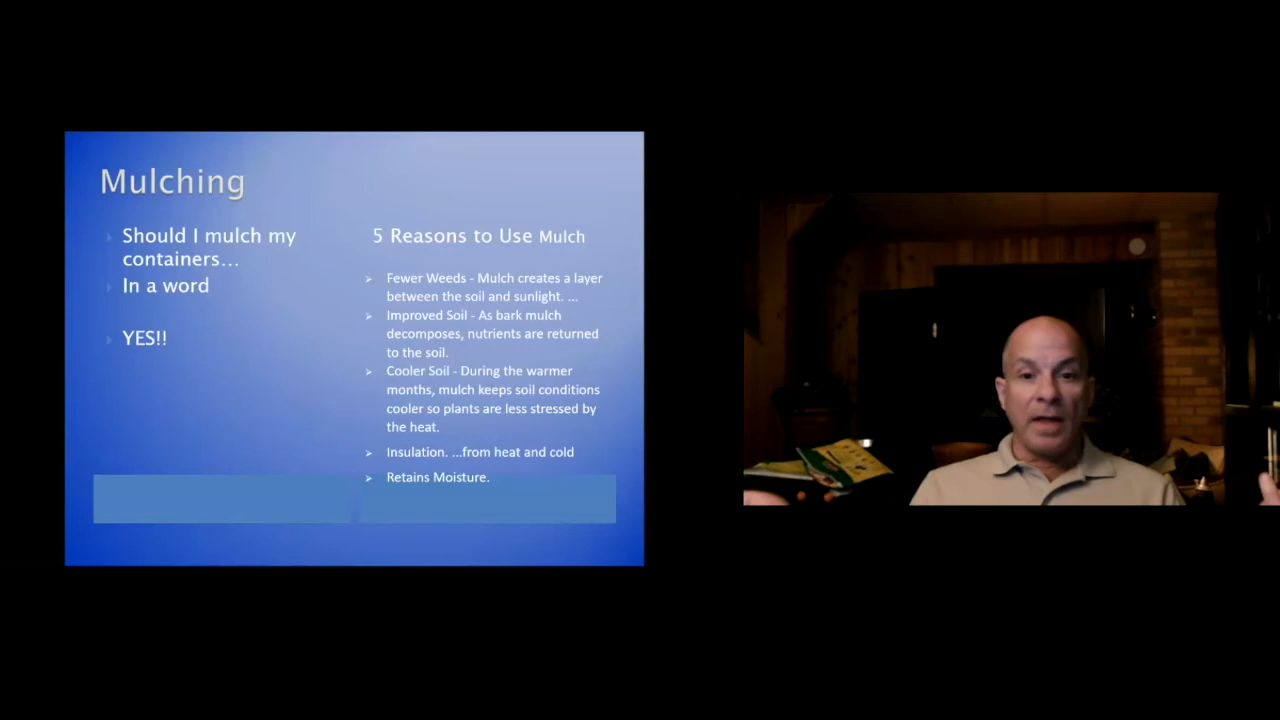 Mulching
Should I mulch my
containers…
In a word
YES!!
5 Reasons to Use Mulch
Fewer Weeds - Mulch creates a layer
between the soil and sunlight. ...
Improved Soil - As bark mulch
decomposes, nutrients are returned
to the soil.
Cooler Soil - During the warmer
months, mulch keeps soil conditions
cooler so plants are less stressed by
the heat.
Insulation. ...from heat and cold
Retains Moisture.